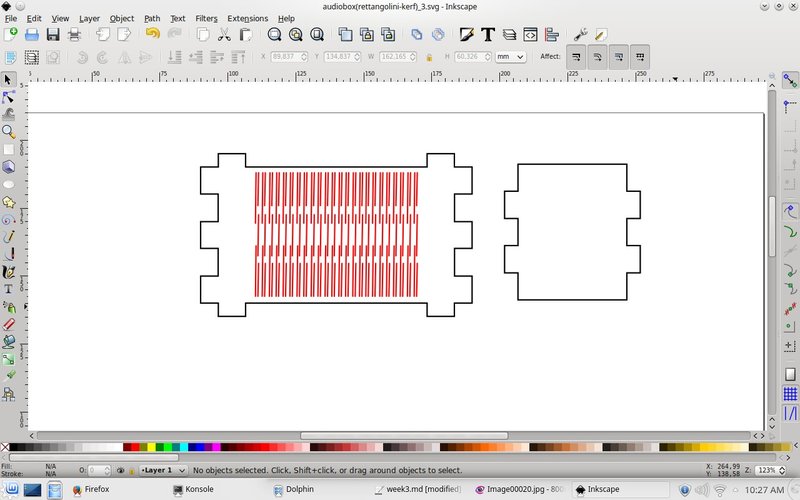 audiobox(rettangolini-kerf)_3.svg - Inkscape
File Edit View Layer Object Path Text Filters Extensions Help
X 89,837 Y 134,837 W 162,165 H 60,326 mm Affect:
50 75 100 125 150 175 200 225 250 275
Fill: N/A O: 0 Layer 1 No objects selected. Click, Shift+click, or drag around objects to select. X: 264,99 Z: 123%
Stroke: N/A Y: 138,58
Firefox Konsole Dolphin week3.md [modified] Image00020.jpg - 800 Inkscape 10:27 AM